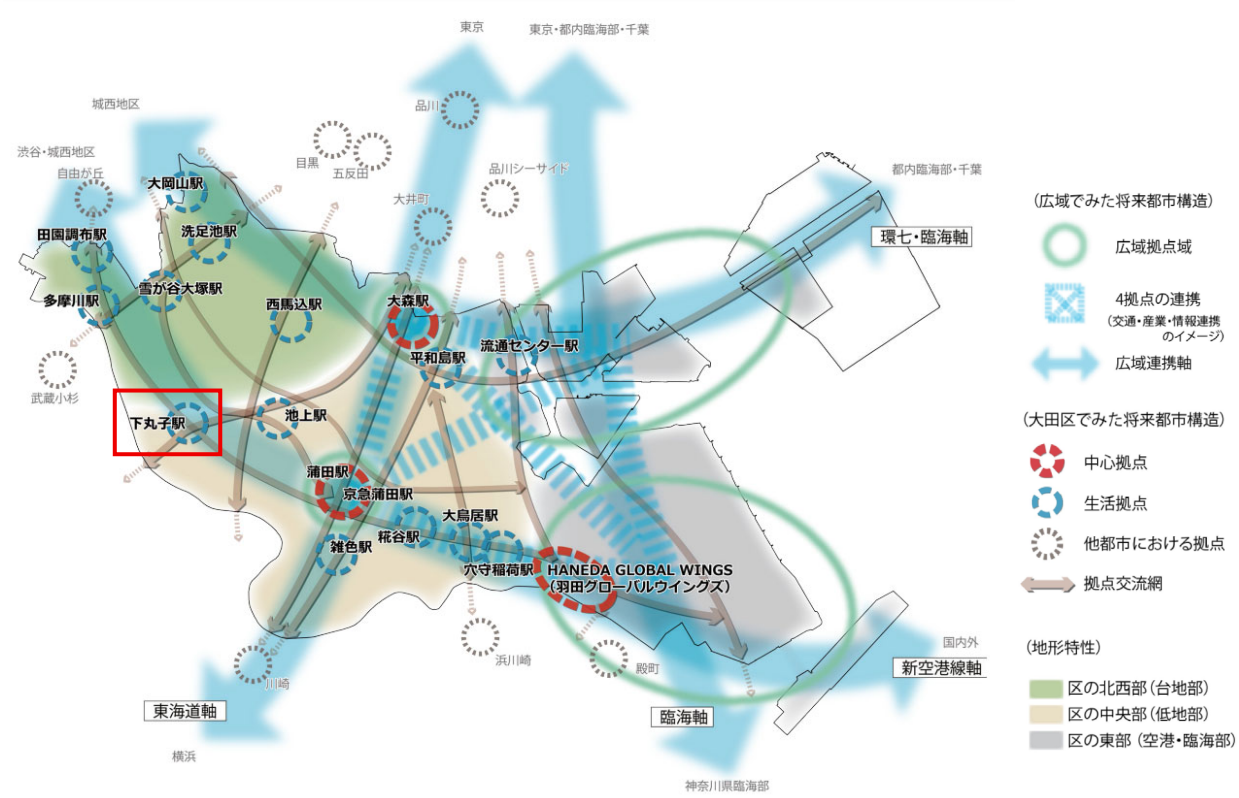 東京
東京・都内臨海部・千葉
城西地区
品川
渋谷・城西地区
自由が丘
目黒
五反田
品川シーサイド
都内臨海部・千葉
大岡山駅
大井町
洗足池駅
田園調布駅
環七・臨海軸
雪が谷大塚駅
多摩川駅
西馬込駅
大森駅
流通センター駅
平和島駅
武蔵小杉
下丸子駅
池上駅
蒲田駅
京急蒲田駅
大鳥居駅
糀谷駅
雑色駅
穴守稲荷駅
HANEDA GLOBAL WINGS
（羽田グローバルウイングズ）
浜川崎
殿町
川崎
国内外
新空港線軸
東海道軸
臨海軸
横浜
神奈川県臨海部
（広域でみた将来都市構造）
広域拠点域
4拠点の連携
（交通・産業・情報連携
のイメージ）
広域連携軸
（大田区でみた将来都市構造）
中心拠点
生活拠点
他都市における拠点
拠点交流網
（地形特性）
区の北西部（台地部）
区の中央部（低地部）
区の東部（空港・臨海部）